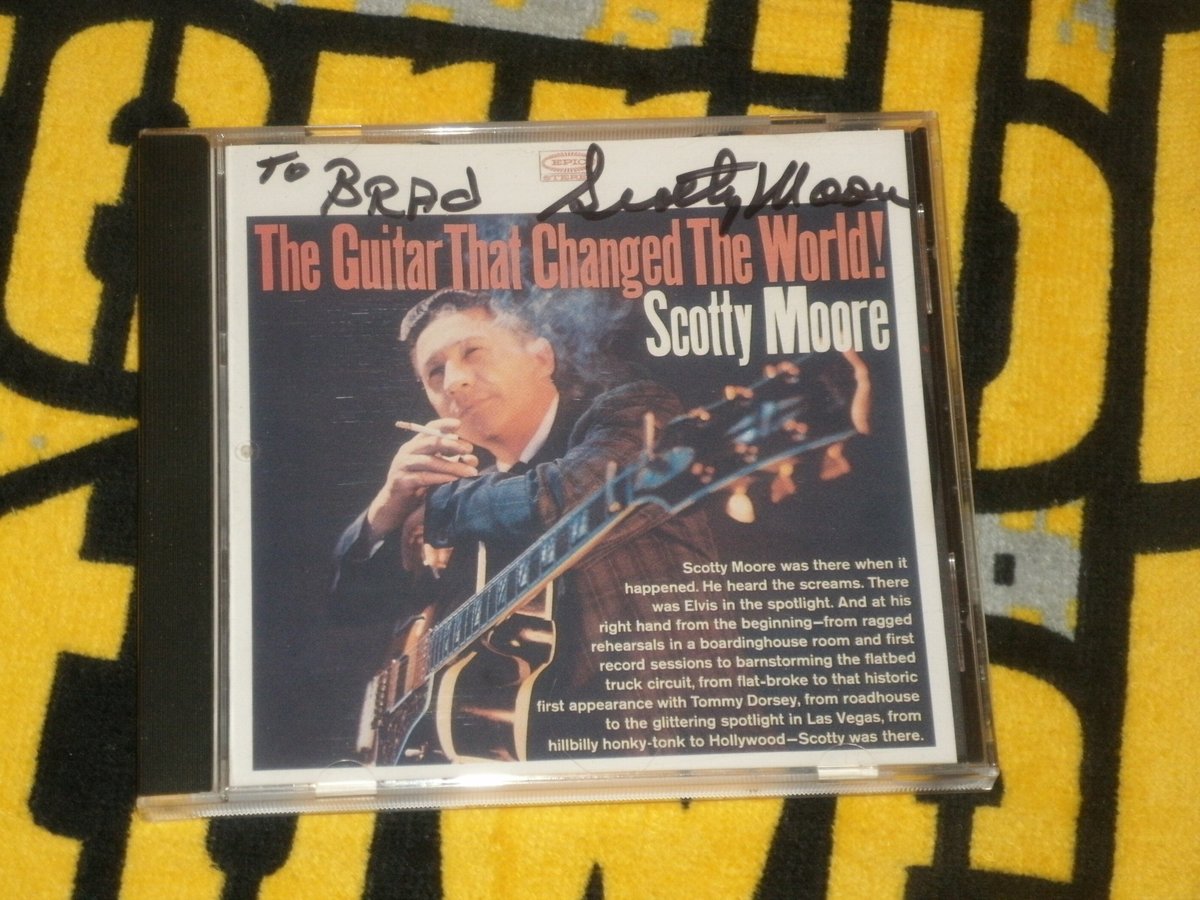 To BRAd Scotty Moore
EPIC
STEREO
The Guitar That Changed The World!
Scotty Moore
Scotty Moore was there when it
happened. He heard the screams. There
was Elvis in the spotlight. And at his
right hand from the beginning—from ragged
rehearsals in a boardinghouse room and first
record sessions to barnstorming the flatbed
truck circuit, from flat-broke to that historic
first appearance with Tommy Dorsey, from roadhouse
to the glittering spotlight in Las Vegas, from
hillbilly honky-tonk to Hollywood—Scotty was there.